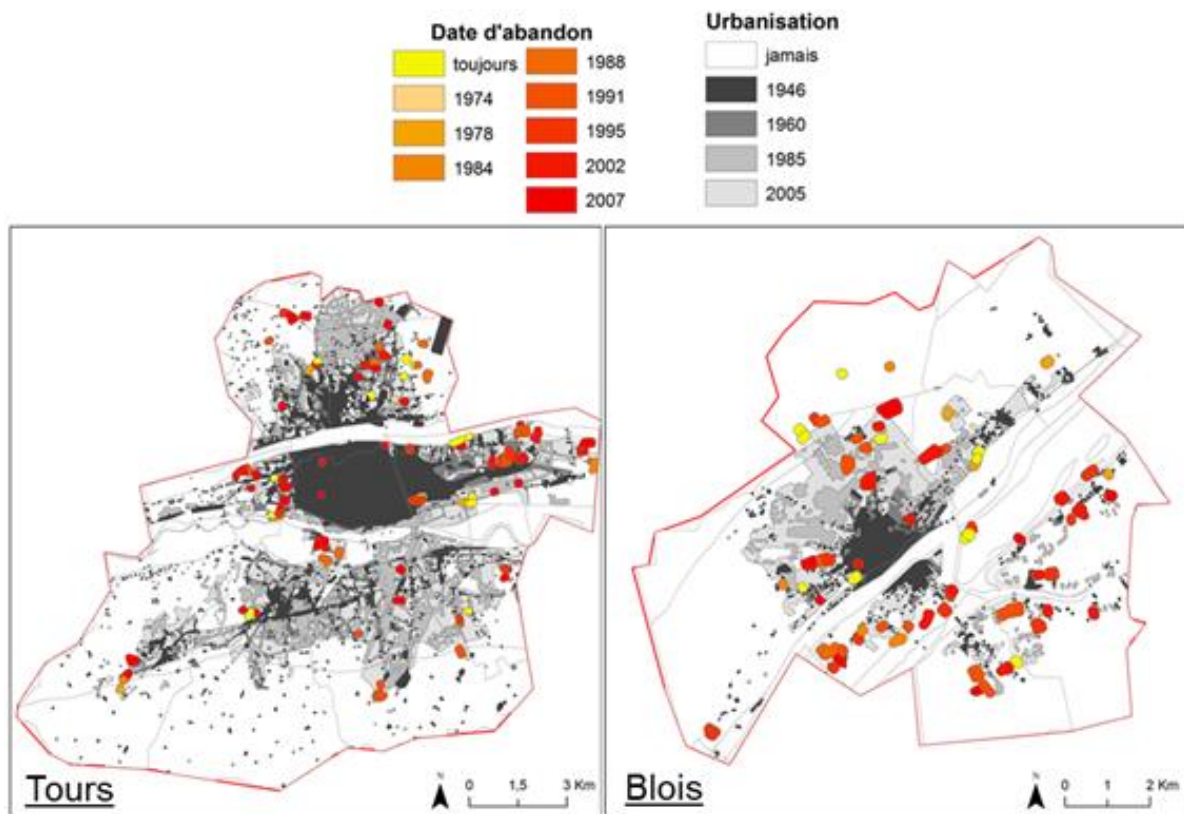 Date d'abandon
toujours
1974
1978
1984
1988
1991
1995
2002
2007
Urbanisation
jamais
1946
1960
1985
2005
Tours
N
0 1,5 3 Km
Blois
N
0 1 2 Km